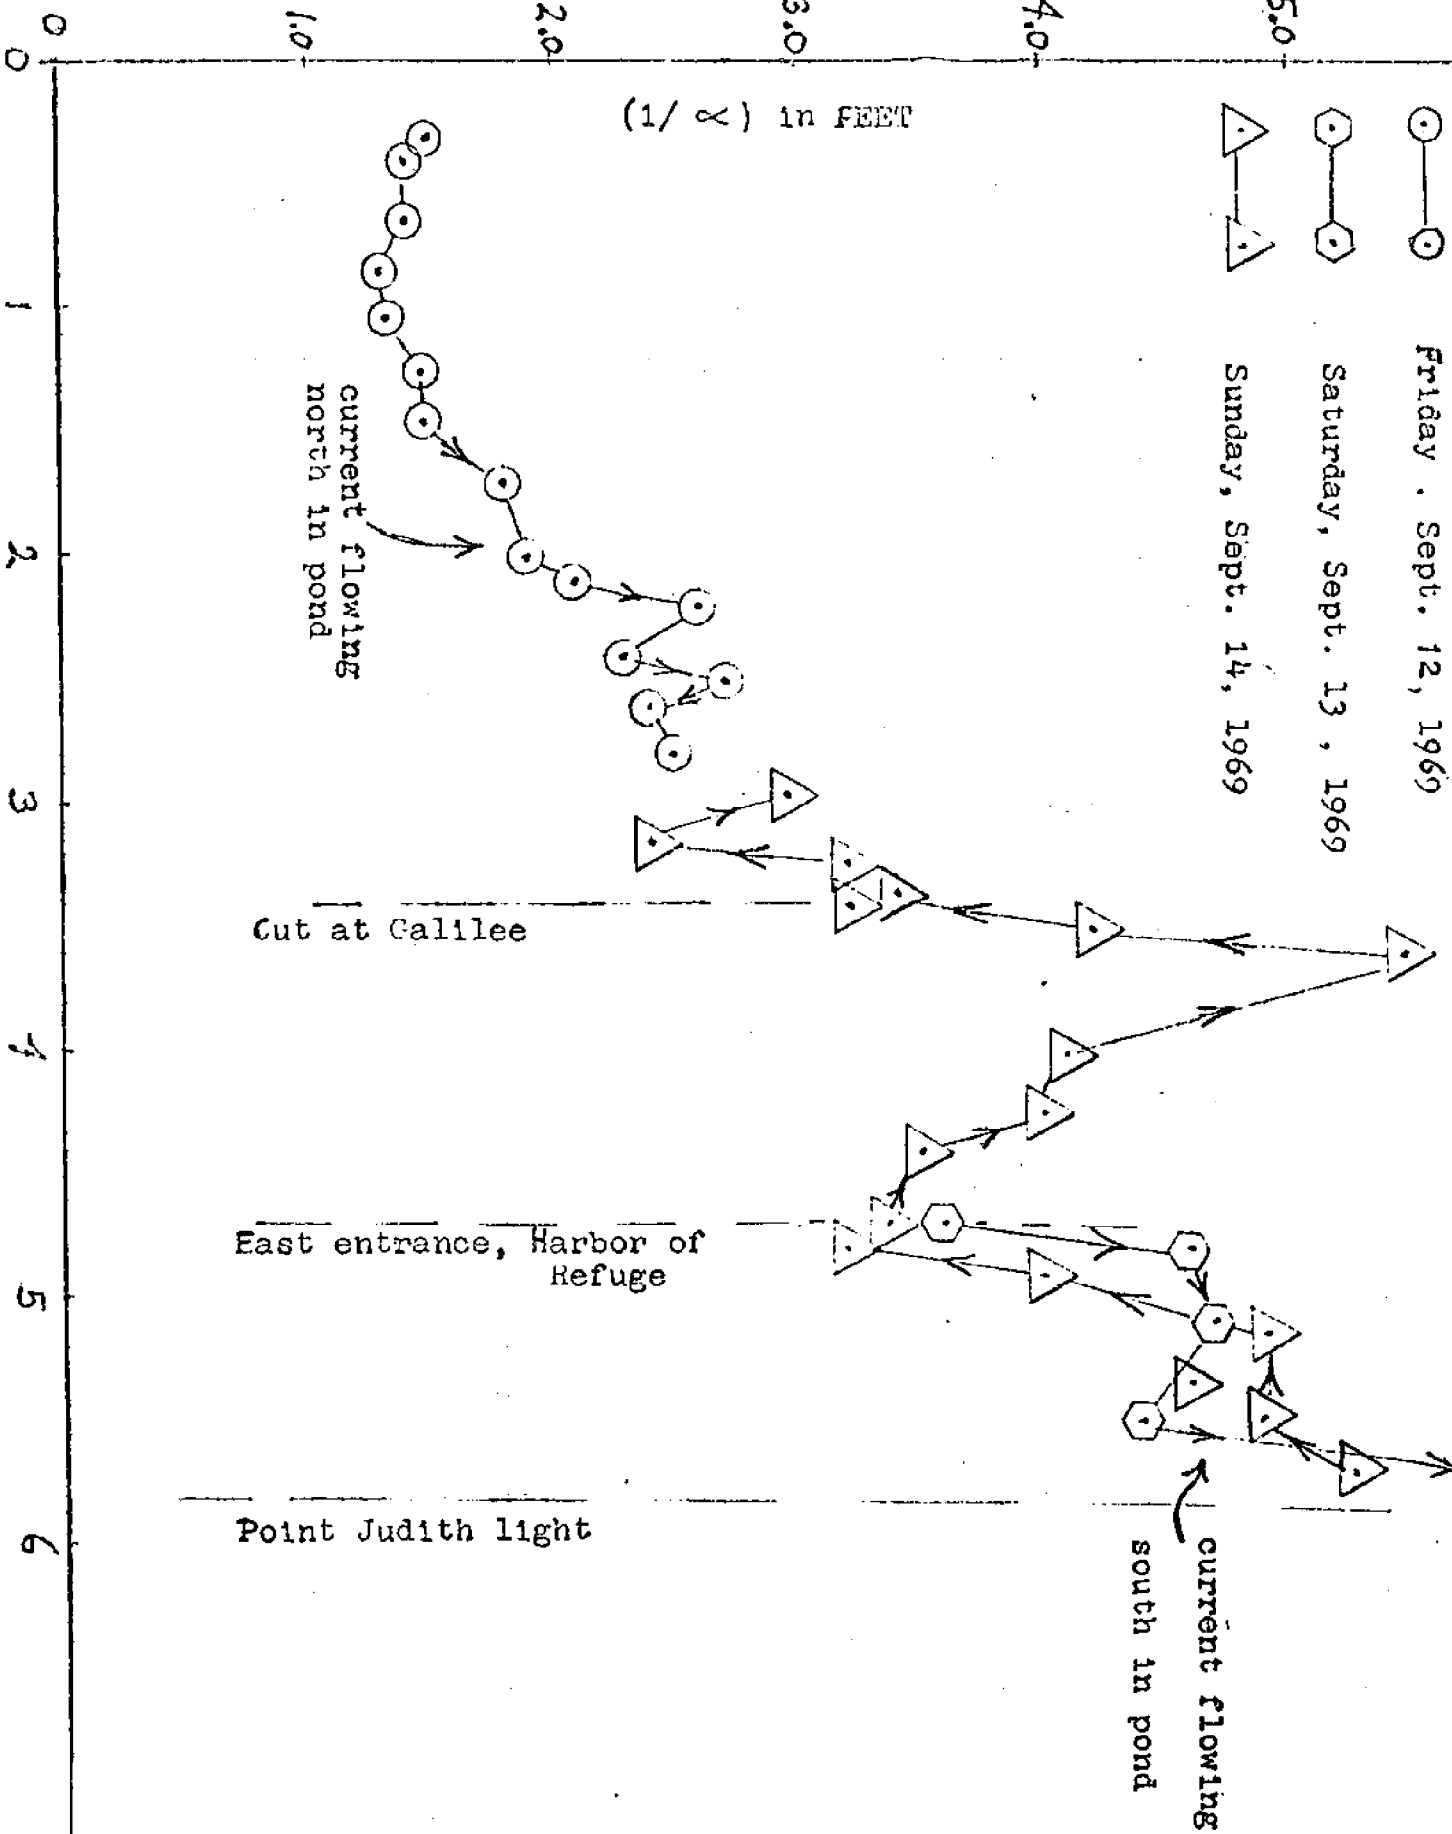 Friday . Sept. 12, 1969
Saturday, Sept. 13 , 1969
Sunday, Sept. 14, 1969
(1/ ∝) in FEET
5.0
4.0
3.0
2.0
1.0
0
0
1
2
3
4
5
6
current flowing
north in pond
Cut at Galilee
East entrance, Harbor of
Refuge
Point Judith light
current flowing
south in pond